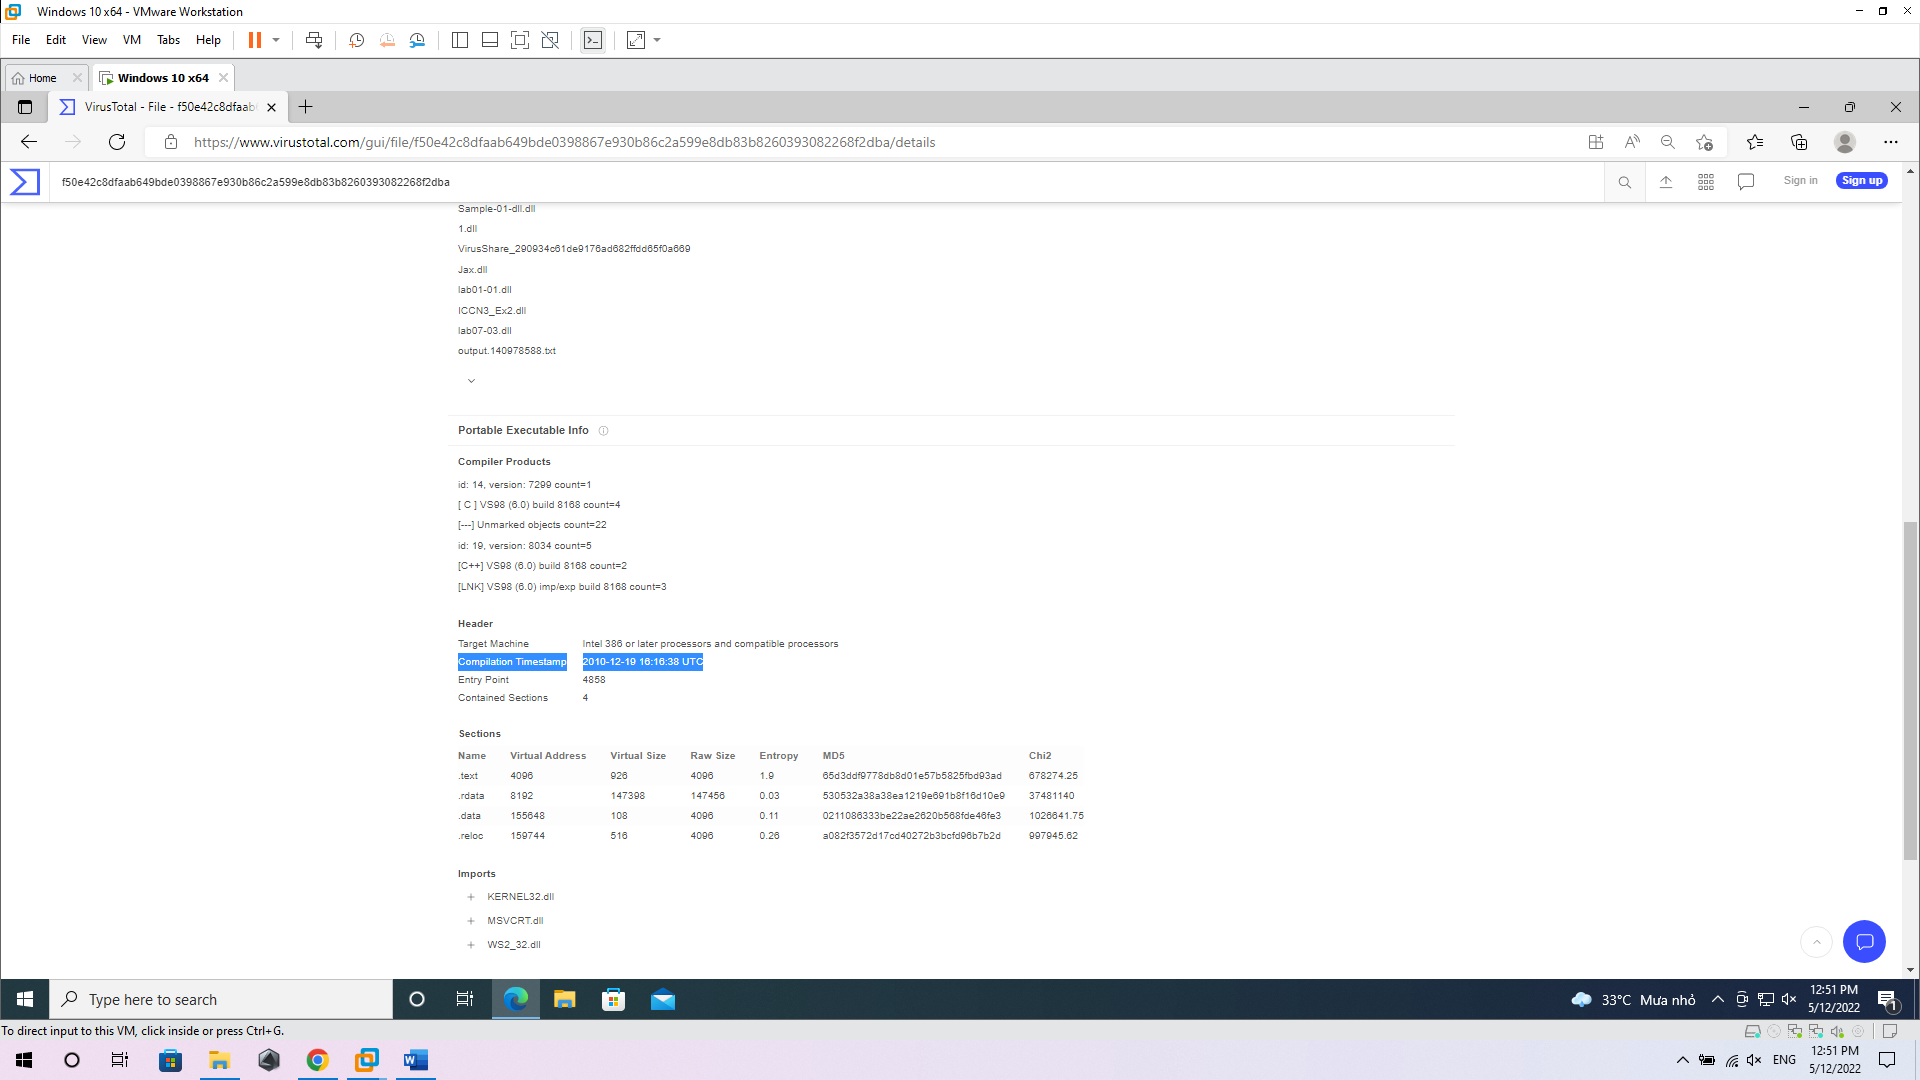 Windows 10 x64 - VMware Workstation
File Edit View VM Tabs Help
Home Windows 10 x64
VirusTotal - File - f50e42c8dfaab
https://www.virustotal.com/gui/file/f50e42c8dfaab649bde0398867e930b86c2a599e8db83b8260393082268f2dba/details
f50e42c8dfaab649bde0398867e930b86c2a599e8db83b8260393082268f2dba
Sign in Sign up
Sample-01-dll.dll
1.dll
VirusShare_290934c61de9176ad682ffdd65f0a669
Jax.dll
lab01-01.dll
ICCN3_Ex2.dll
lab07-03.dll
output.140978588.txt
Portable Executable Info
Compiler Products
id: 14, version: 7299 count=1
[ C ] VS98 (6.0) build 8168 count=4
[---] Unmarked objects count=22
id: 19, version: 8034 count=5
[C++] VS98 (6.0) build 8168 count=2
[LNK] VS98 (6.0) imp/exp build 8168 count=3
Header
Target Machine Intel 386 or later processors and compatible processors
Compilation Timestamp 2010-12-19 16:16:38 UTC
Entry Point 4858
Contained Sections 4
Sections
Name Virtual Address Virtual Size Raw Size Entropy MD5 Chi2
.text 4096 926 4096 1.9 65d3ddf9778db8d01e57b5825fbd93ad 678274.25
.rdata 8192 147398 147456 0.03 530532a38a38ea1219e691b8f16d10e9 37481140
.data 155648 108 4096 0.11 0211086333be22ae2620b568fde46fe3 1026641.75
.reloc 159744 516 4096 0.26 a082f3572d17cd40272b3bcfd96b7b2d 997945.62
Imports
+ KERNEL32.dll
+ MSVCRT.dll
+ WS2_32.dll
Type here to search
33°C Mưa nhỏ
12:51 PM
5/12/2022
1
To direct input to this VM, click inside or press Ctrl+G.
ENG
12:51 PM
5/12/2022